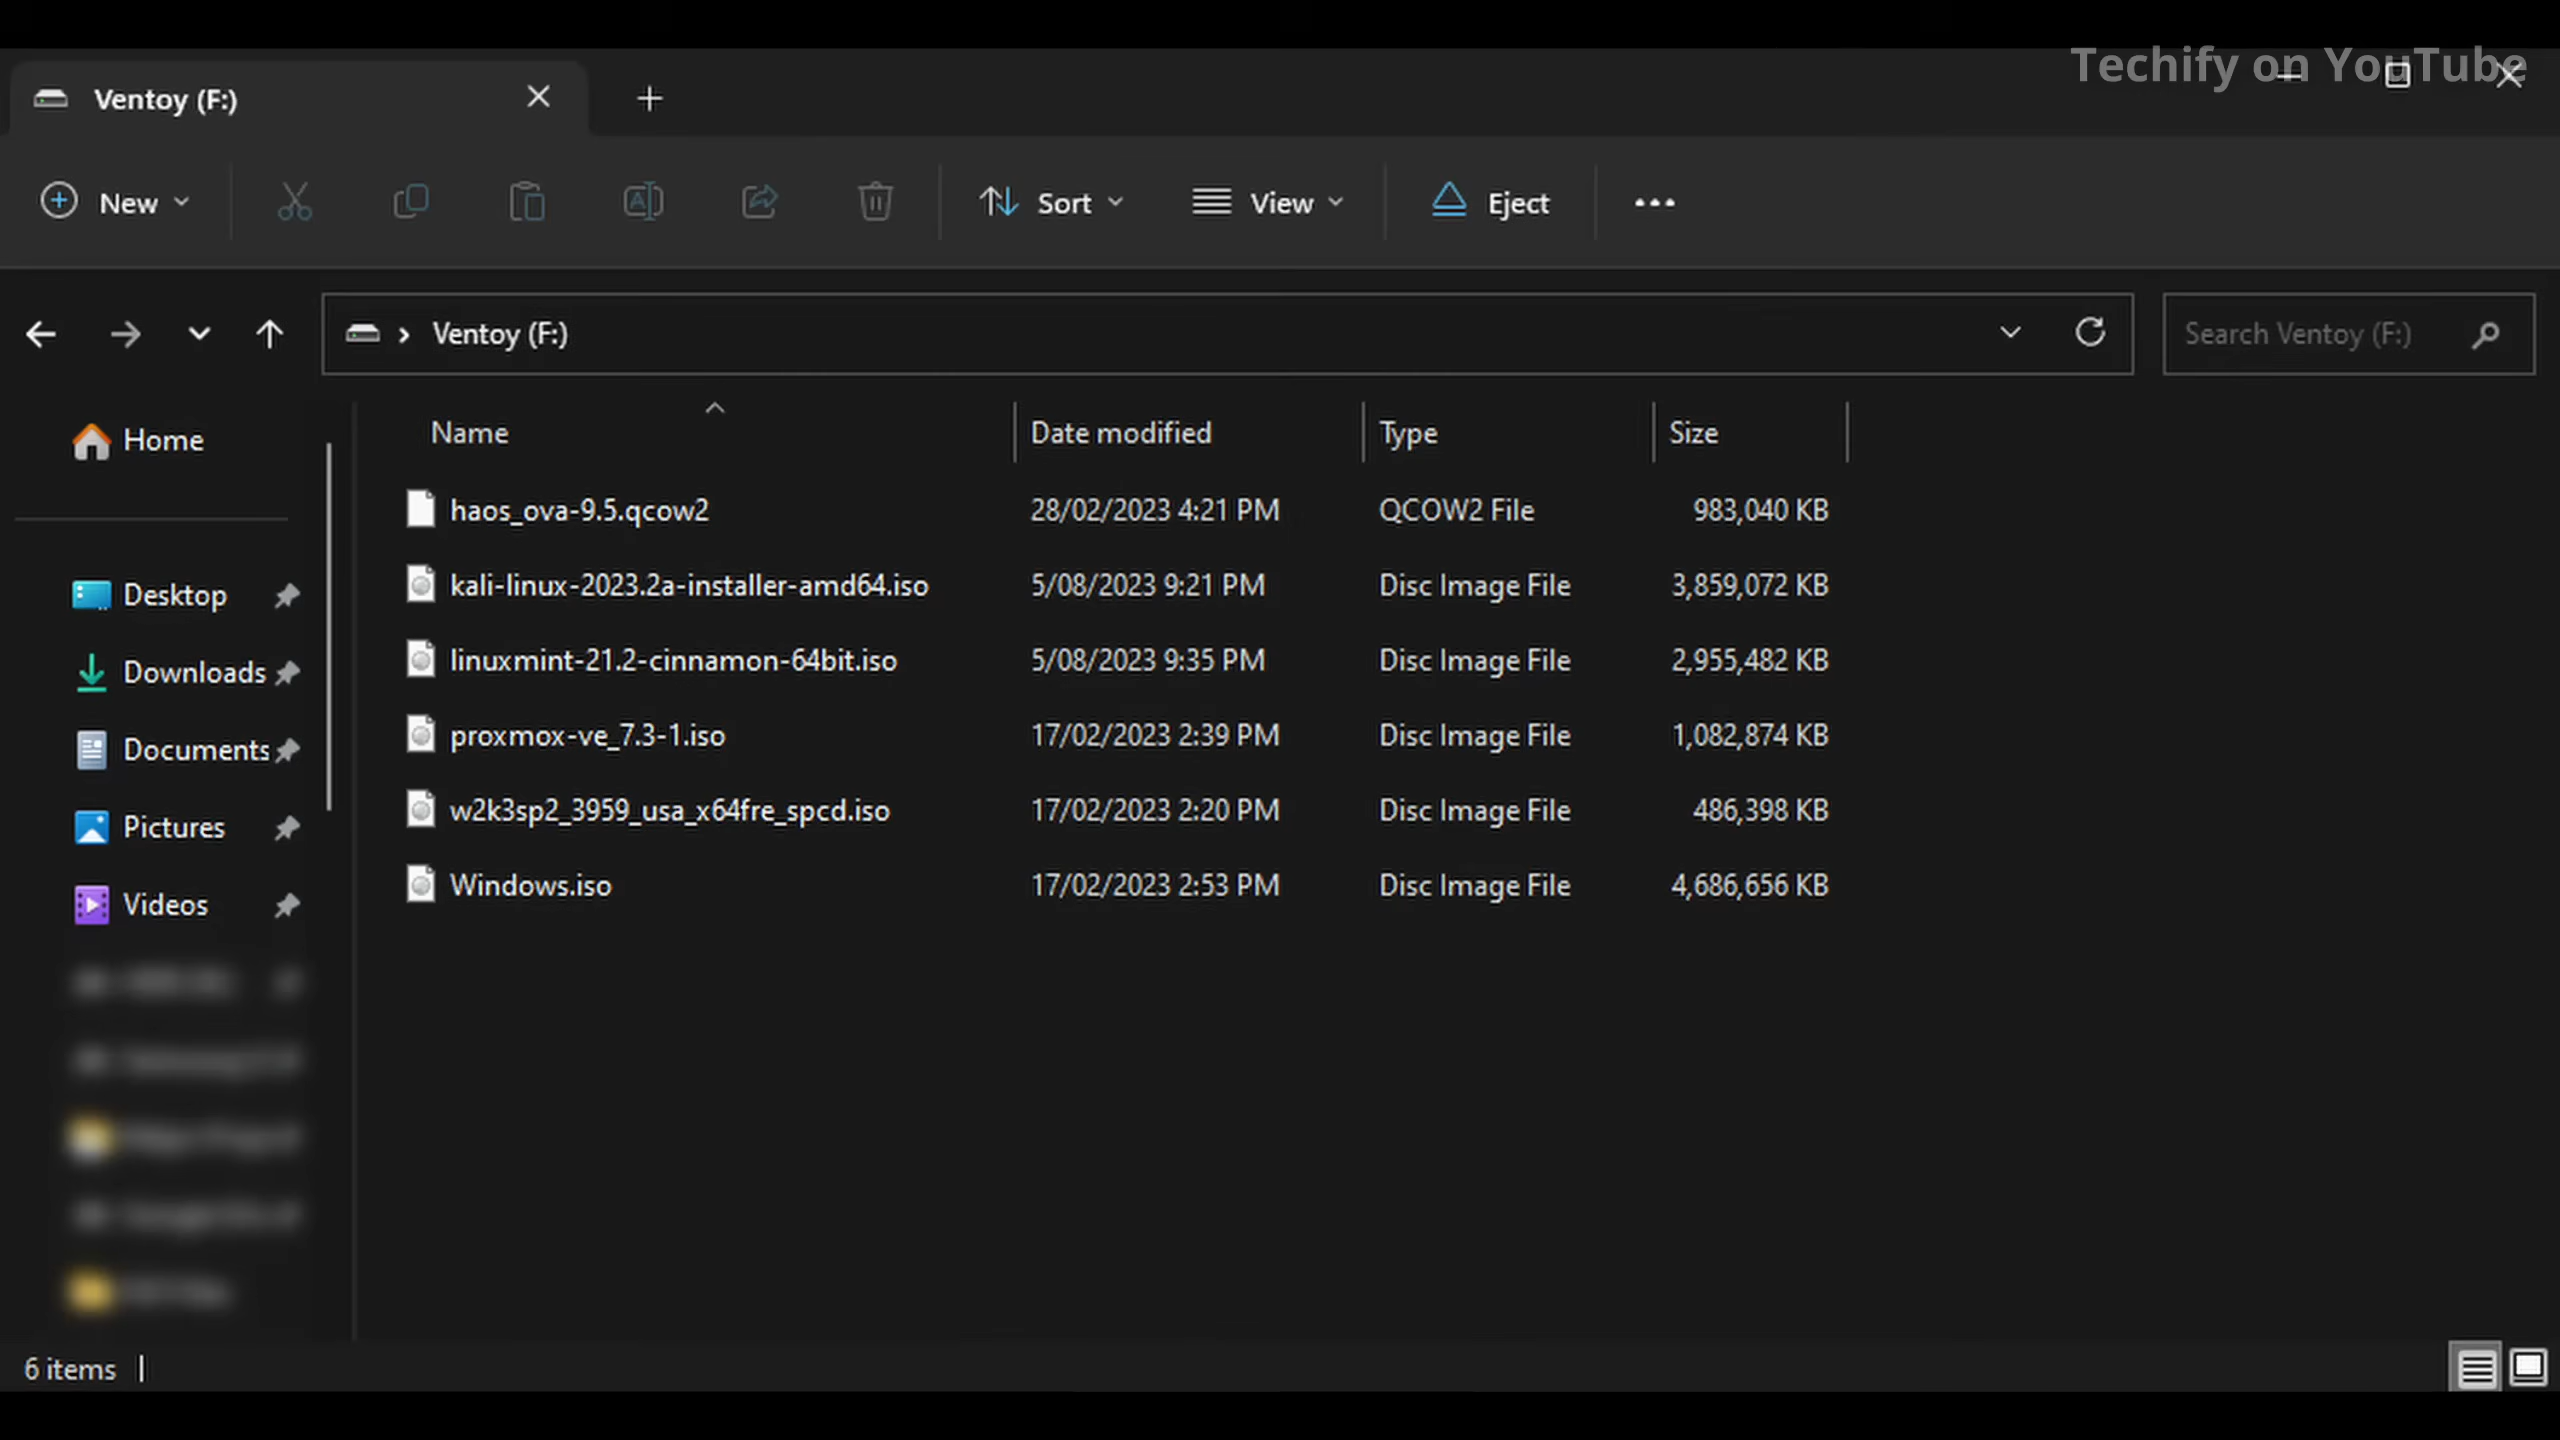 Techify on YouTube
Ventoy (F:)
New
Sort
View
Eject
Ventoy (F:)
Search Ventoy (F:)
Home
Desktop
Downloads
Documents
Pictures
Videos
Name Date modified Type Size
haos_ova-9.5.qcow2 28/02/2023 4:21 PM QCOW2 File 983,040 KB
kali-linux-2023.2a-installer-amd64.iso 5/08/2023 9:21 PM Disc Image File 3,859,072 KB
linuxmint-21.2-cinnamon-64bit.iso 5/08/2023 9:35 PM Disc Image File 2,955,482 KB
proxmox-ve_7.3-1.iso 17/02/2023 2:39 PM Disc Image File 1,082,874 KB
w2k3sp2_3959_usa_x64fre_spcd.iso 17/02/2023 2:20 PM Disc Image File 486,398 KB
Windows.iso 17/02/2023 2:53 PM Disc Image File 4,686,656 KB
6 items